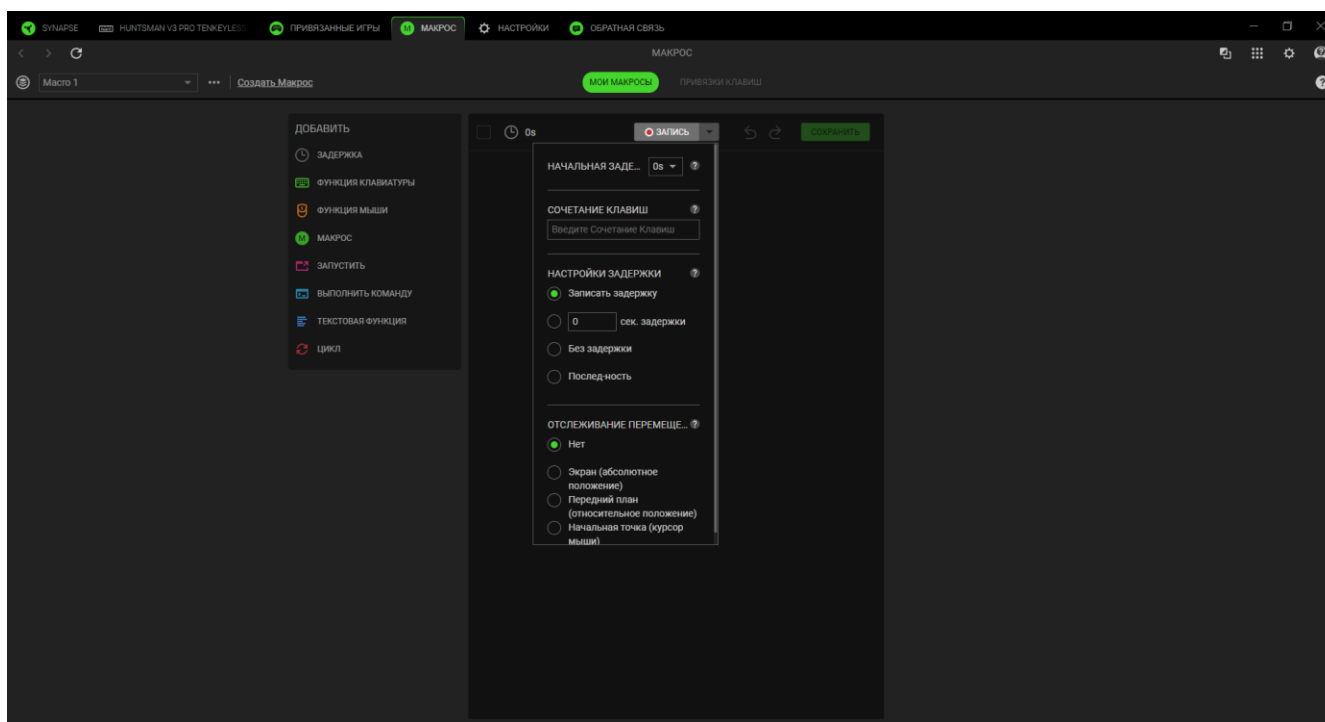 SYNAPSE HUNTSMAN V3 PRO TENKEYLES ПРИВЯЗАННЫЕ ИГРЫ M МАКРОС НАСТРОЙКИ ОБРАТНАЯ СВЯЗЬ
МАКРОС
Macro 1 Создать Макрос МОИ МАКРОСЫ ПРИВЯЗКИ КЛАВИШ
ДОБАВИТЬ
ЗАДЕРЖКА
ФУНКЦИЯ КЛАВИАТУРЫ
ФУНКЦИЯ МЫШИ
M МАКРОС
ЗАПУСТИТЬ
ВЫПОЛНИТЬ КОМАНДУ
ТЕКСТОВАЯ ФУНКЦИЯ
ЦИКЛ
0s ЗАПИСЬ СОХРАНИТЬ
НАЧАЛЬНАЯ ЗАДЕ... 0s ?
СОЧЕТАНИЕ КЛАВИШ ?
Введите Сочетание Клавиш
НАСТРОЙКИ ЗАДЕРЖКИ ?
Записать задержку
0 сек. задержки
Без задержки
Послед-ность
ОТСЛЕЖИВАНИЕ ПЕРЕМЕЩЕ... ?
Нет
Экран (абсолютное
положение)
Передний план
(относительное положение)
Начальная точка (курсор
мыши)